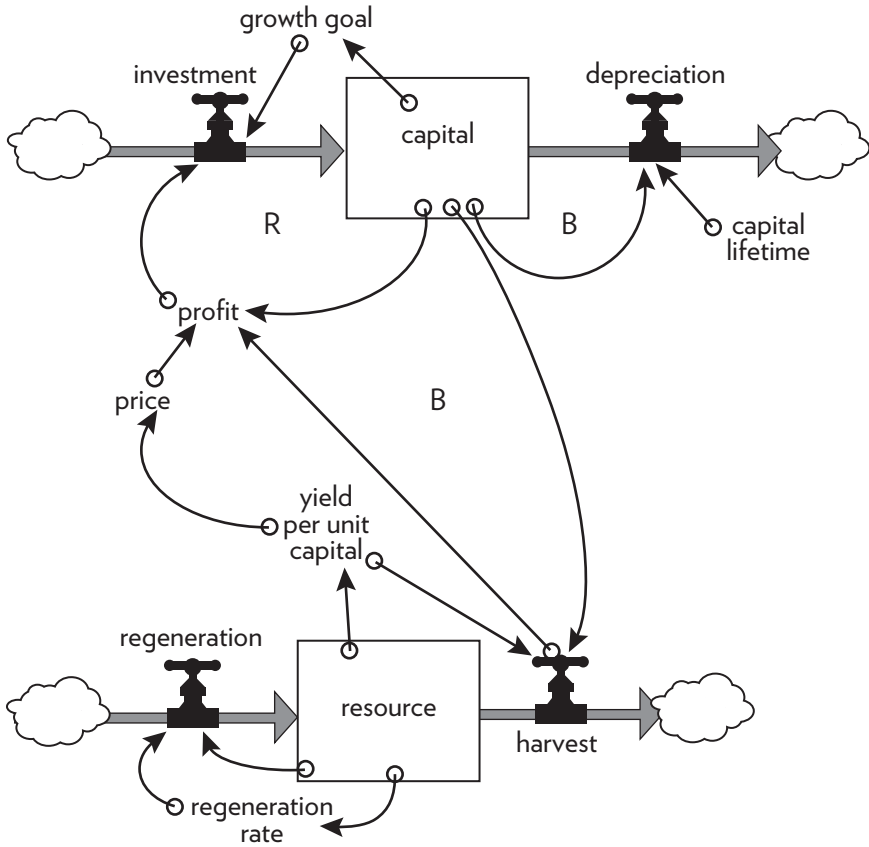 growth goal
investment
depreciation
capital
R
B
capital
lifetime
profit
price
B
yield
per unit
capital
regeneration
resource
harvest
regeneration
rate